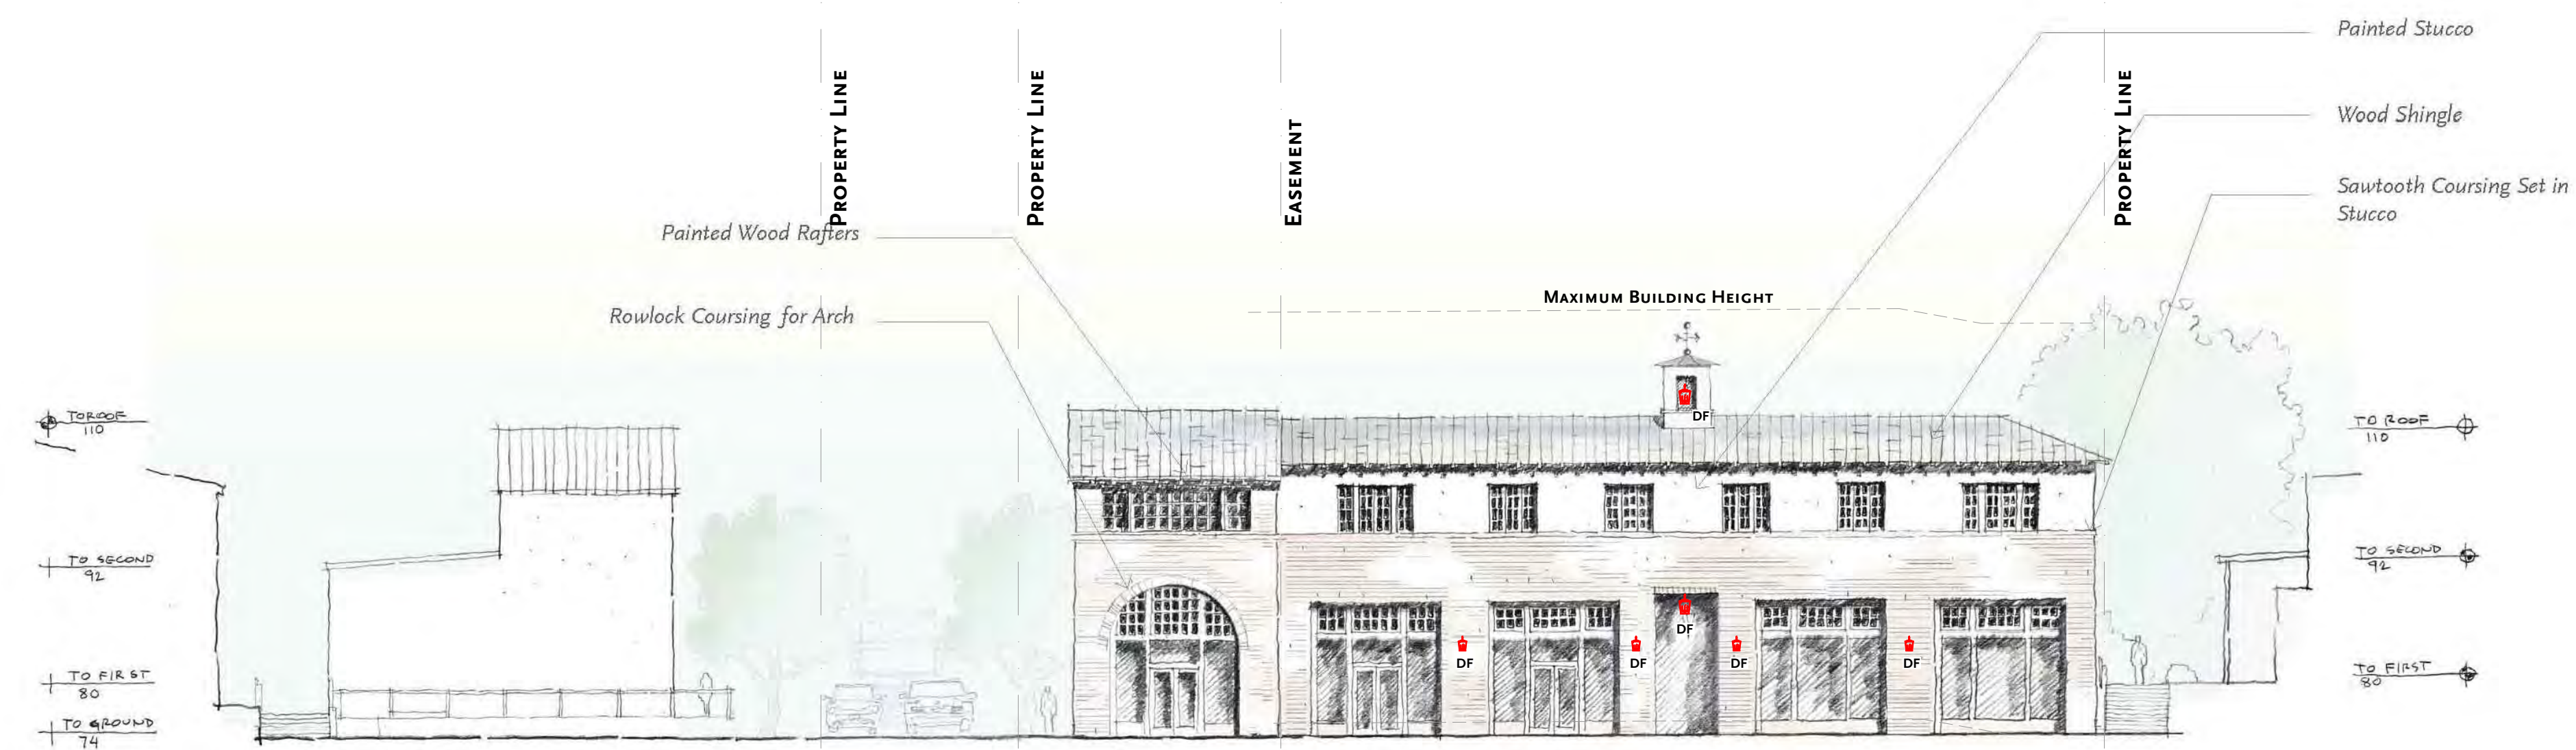 Painted Stucco
Property Line
Property Line
Easement
Property Line
Wood Shingle
Sawtooth Coursing Set in
Stucco
Painted Wood Rafters
Rowlock Coursing for Arch
Maximum Building Height
DF
TO ROOF
110
TO ROOF
110
TO SECOND
92
TO SECOND
92
DF
DF
DF
DF
DF
TO FIRST
80
TO FIRST
80
TO GROUND
74